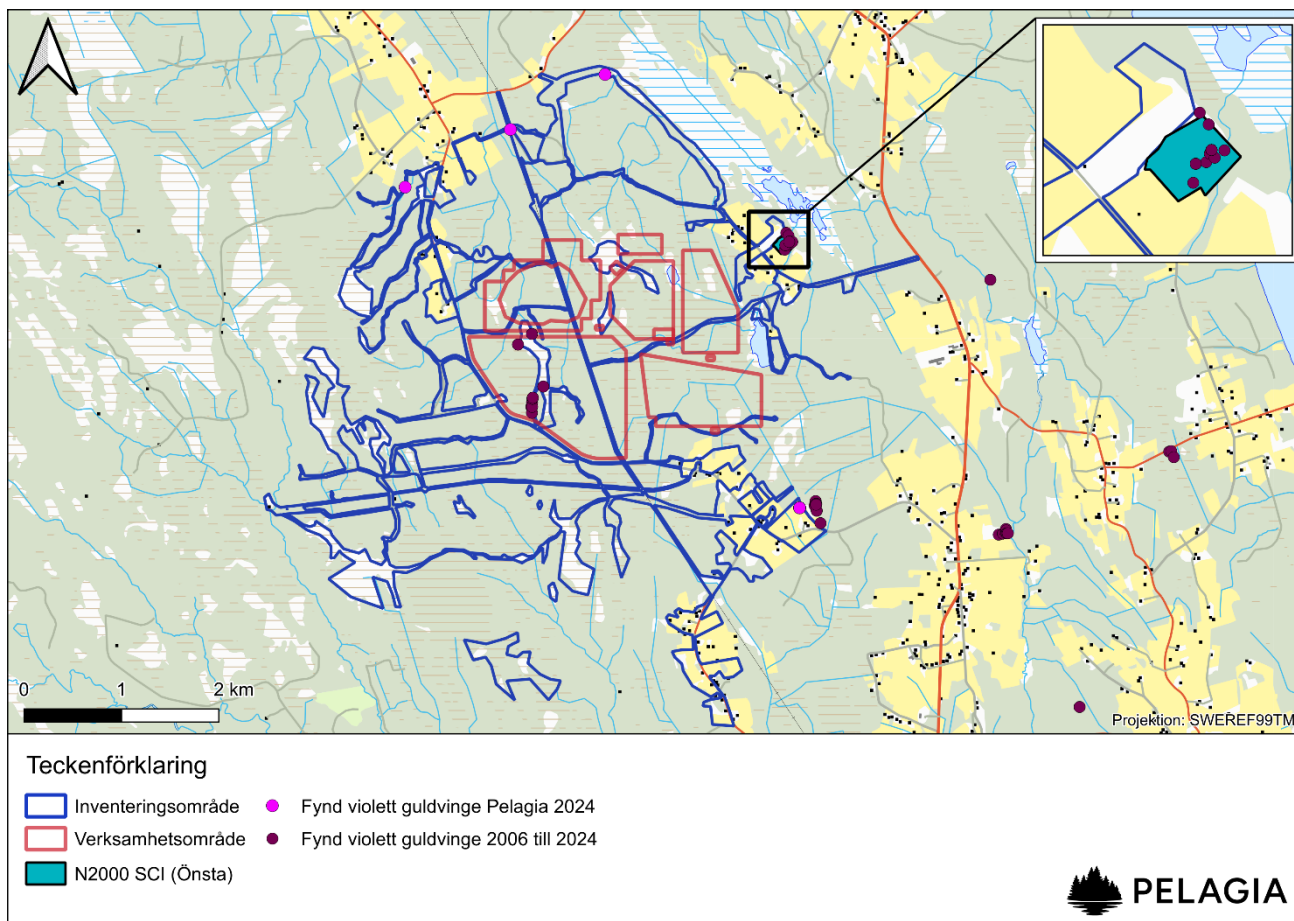 0 1 2 km
Projektion: SWEREF99TM
Teckenförklaring
Inventeringsområde
Verksamhetsområde
N2000 SCI (Önsta)
Fynd violett guldvinge Pelagia 2024
Fynd violett guldvinge 2006 till 2024
PELAGIA